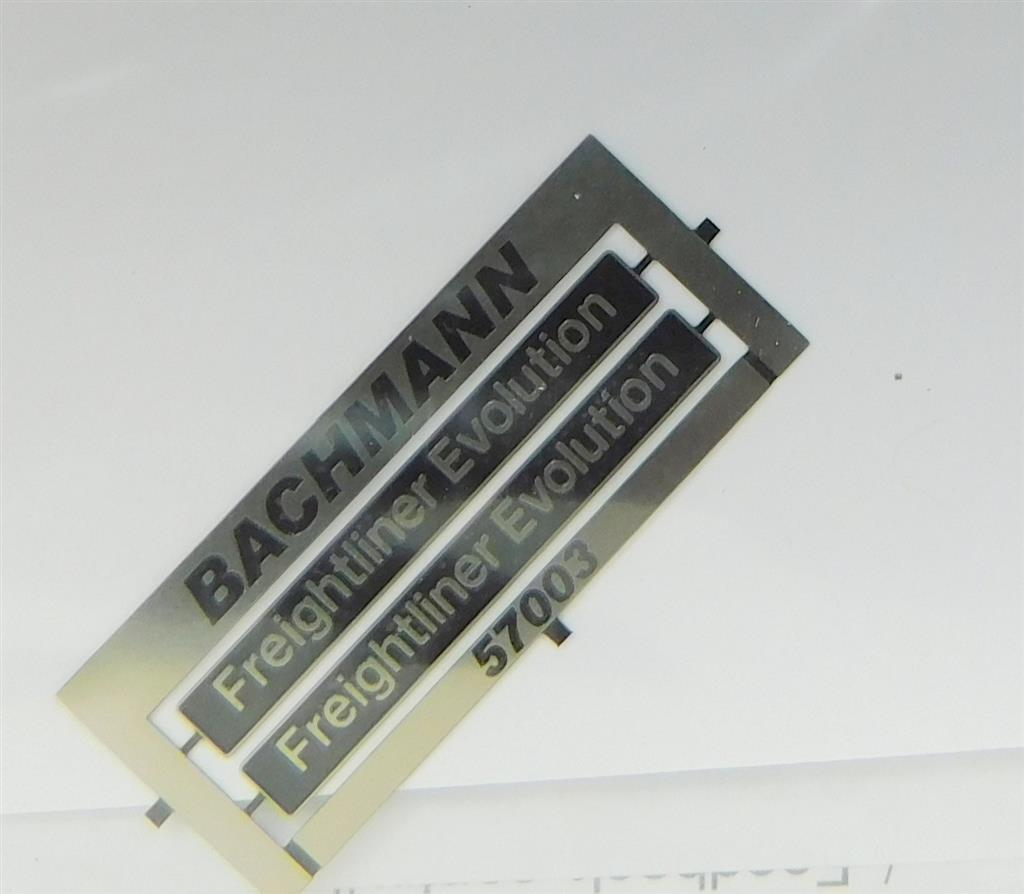 BACHMANN
Freightliner Evolution
Freightliner Evolution
57003